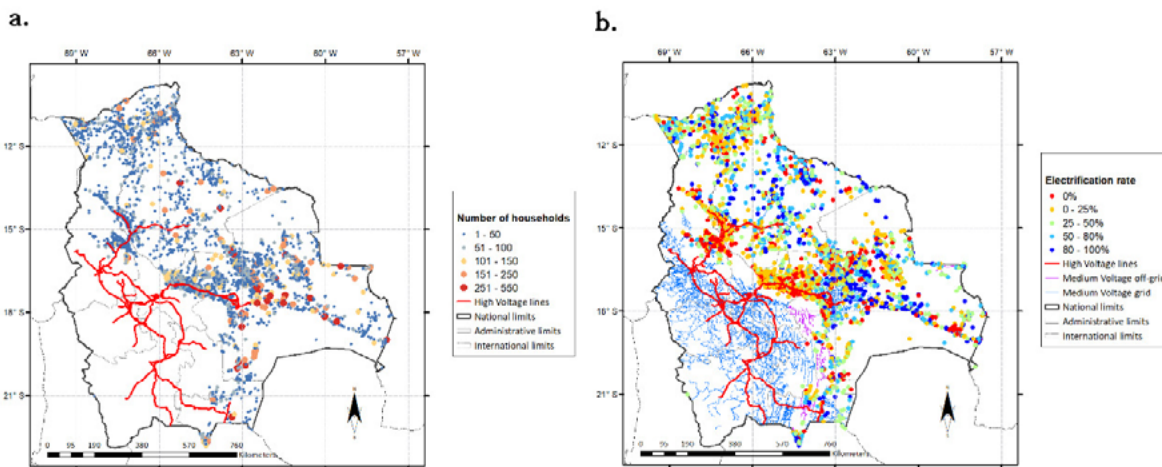 a.
69° W 66° W 63° W 60° W 57° W
12° S
15° S
18° S
21° S
Number of households
1 - 50
51 - 100
101 - 150
151 - 250
251 - 550
High Voltage lines
National limits
Administrative limits
International limits
0 95 190 380 570 760
Kilometers
b.
69° W 66° W 63° W 60° W 57° W
12° S
15° S
18° S
21° S
Electrification rate
0%
0 - 25%
25 - 50%
50 - 80%
80 - 100%
High Voltage lines
Medium Voltage off-grid
Medium Voltage grid
National limits
Administrative limits
International limits
0 95 190 380 570 760
Kilometers